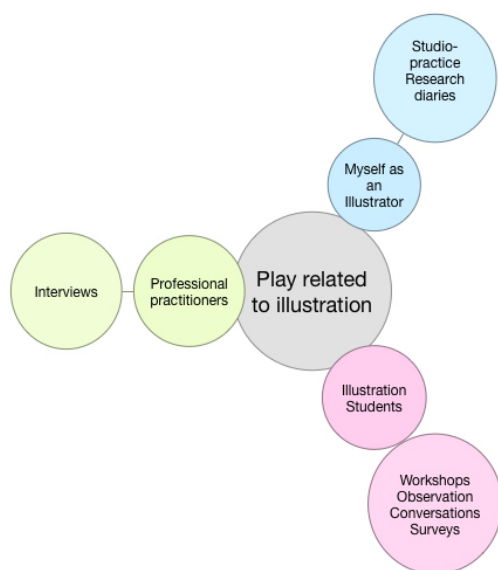 Studio-
practice
Research
diaries
Myself as
an
Illustrator
Interviews
Professional
practitioners
Play related
to illustration
Illustration
Students
Workshops
Observation
Conversations
Surveys